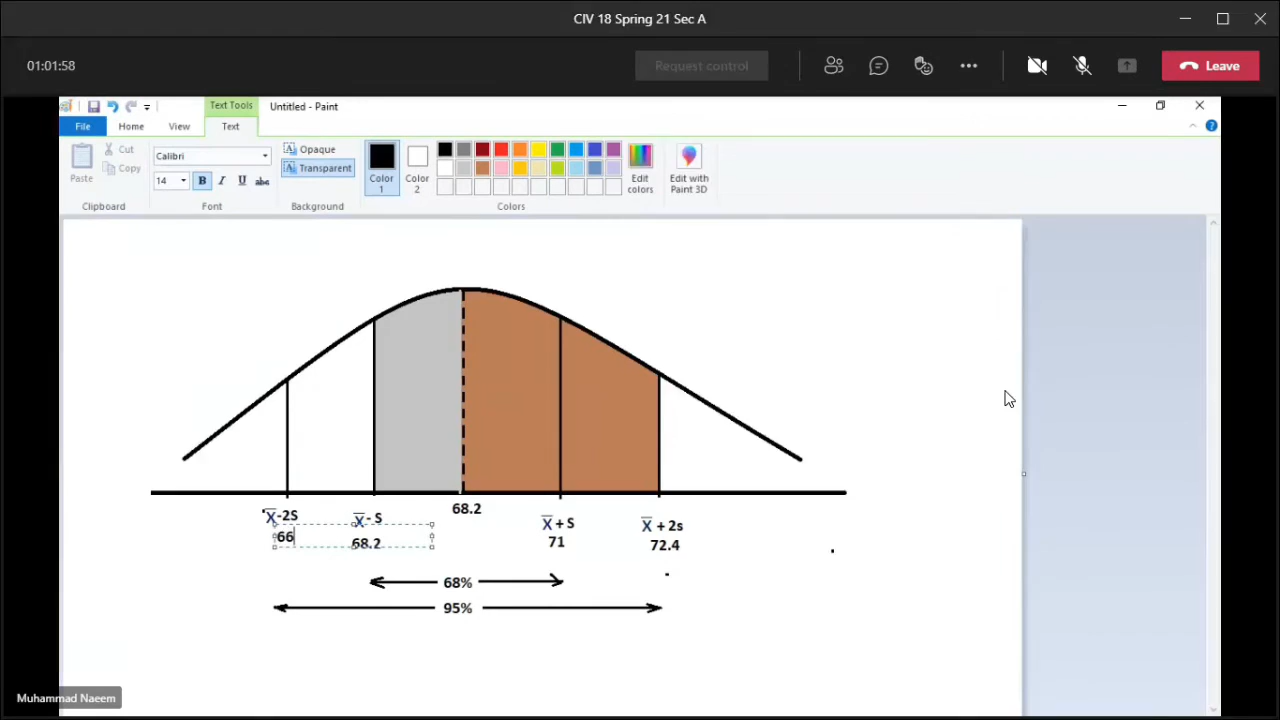 CIV 18 Spring 21 Sec A
01:01:58
Request control
Leave
Text Tools
Untitled - Paint
File
Home
View
Text
Paste
Cut
Copy
Calibri
14
B I U abc
Opaque
Transparent
Color 1
Color 2
Edit colors
Edit with Paint 3D
Clipboard
Font
Background
Colors
X̅-2S
66
X̅ - S
68.2
68.2
X̅ + S
71
X̅ + 2s
72.4
68%
95%
Muhammad Naeem